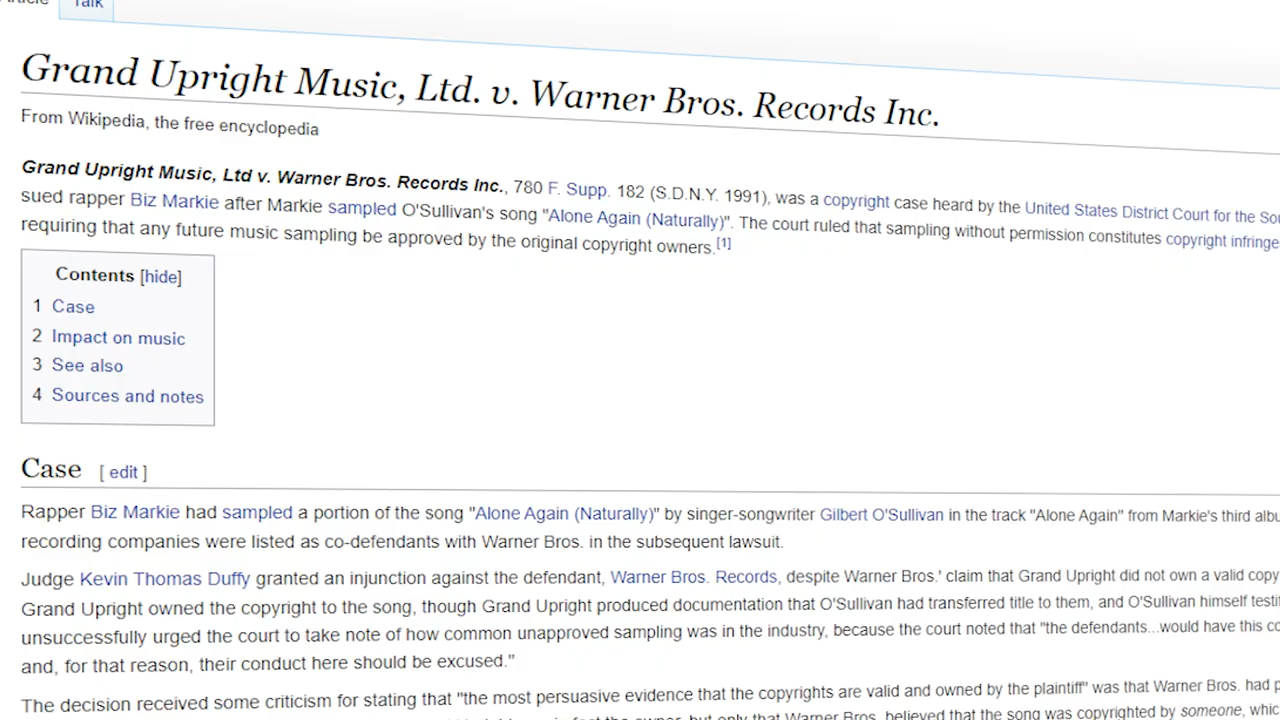 Article Talk
Grand Upright Music, Ltd. v. Warner Bros. Records Inc.
From Wikipedia, the free encyclopedia
Grand Upright Music, Ltd v. Warner Bros. Records Inc., 780 F. Supp. 182 (S.D.N.Y. 1991), was a copyright case heard by the United States District Court for the
sued rapper Biz Markie after Markie sampled O'Sullivan's song "Alone Again (Naturally)". The court ruled that sampling without permission constitutes copyright
requiring that any future music sampling be approved by the original copyright owners.[1]
Contents [hide]
1 Case
2 Impact on music
3 See also
4 Sources and notes
Case [ edit ]
Rapper Biz Markie had sampled a portion of the song "Alone Again (Naturally)" by singer-songwriter Gilbert O'Sullivan in the track "Alone Again" from Markie's third
recording companies were listed as co-defendants with Warner Bros. in the subsequent lawsuit.
Judge Kevin Thomas Duffy granted an injunction against the defendant, Warner Bros. Records, despite Warner Bros.' claim that Grand Upright did not own a valid
Grand Upright owned the copyright to the song, though Grand Upright produced documentation that O'Sullivan had transferred title to them, and O'Sullivan himself
unsuccessfully urged the court to take note of how common unapproved sampling was in the industry, because the court noted that "the defendants...would have this
and, for that reason, their conduct here should be excused."
The decision received some criticism for stating that "the most persuasive evidence that the copyrights are valid and owned by the plaintiff" was that Warner Bros. had
but only that Warner Bros. believed that the song was copyrighted by someone,